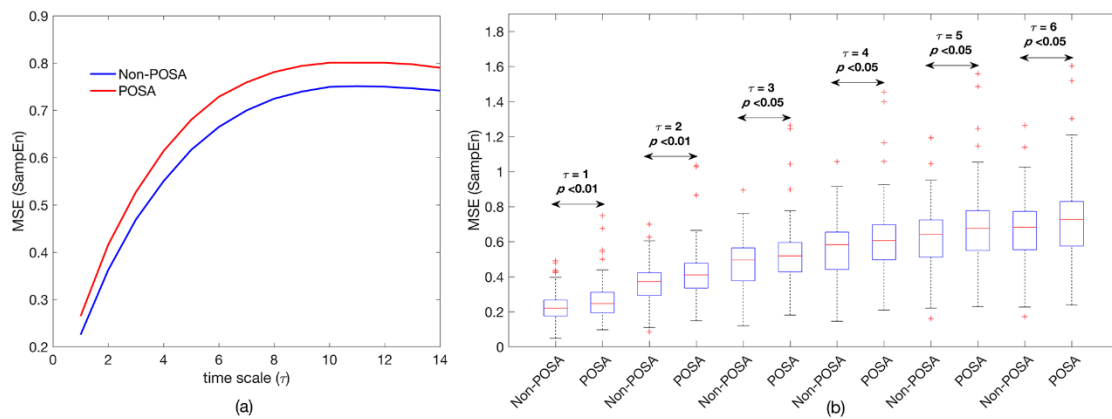 0.9
0.8
0.7
0.6
0.5
0.4
0.3
0.2
MSE (SampEn)
Non-POSA
POSA
0 2 4 6 8 10 12 14
time scale (τ)
(a)
1.8
1.6
1.4
1.2
1
0.8
0.6
0.4
0.2
0
MSE (SampEn)
τ = 1
p <0.01
τ = 2
p <0.01
τ = 3
p <0.05
τ = 4
p <0.05
τ = 5
p <0.05
τ = 6
p <0.05
Non-POSA
POSA
Non-POSA
POSA
Non-POSA
POSA
Non-POSA
POSA
Non-POSA
POSA
Non-POSA
POSA
(b)